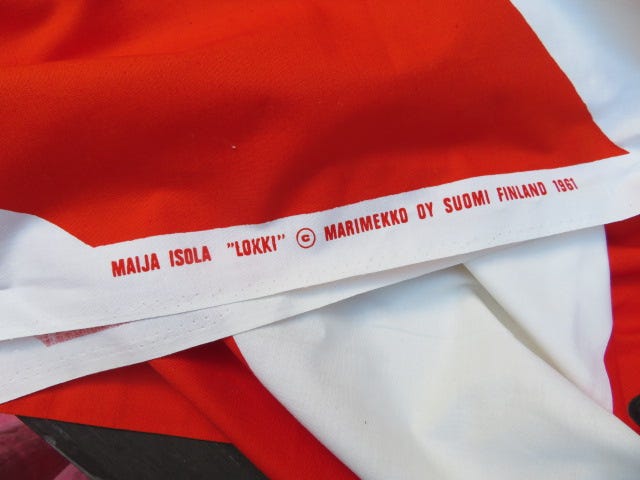 MAIJA ISOLA "LOKKI" © MARIMEKKO OY SUOMI FINLAND 1961